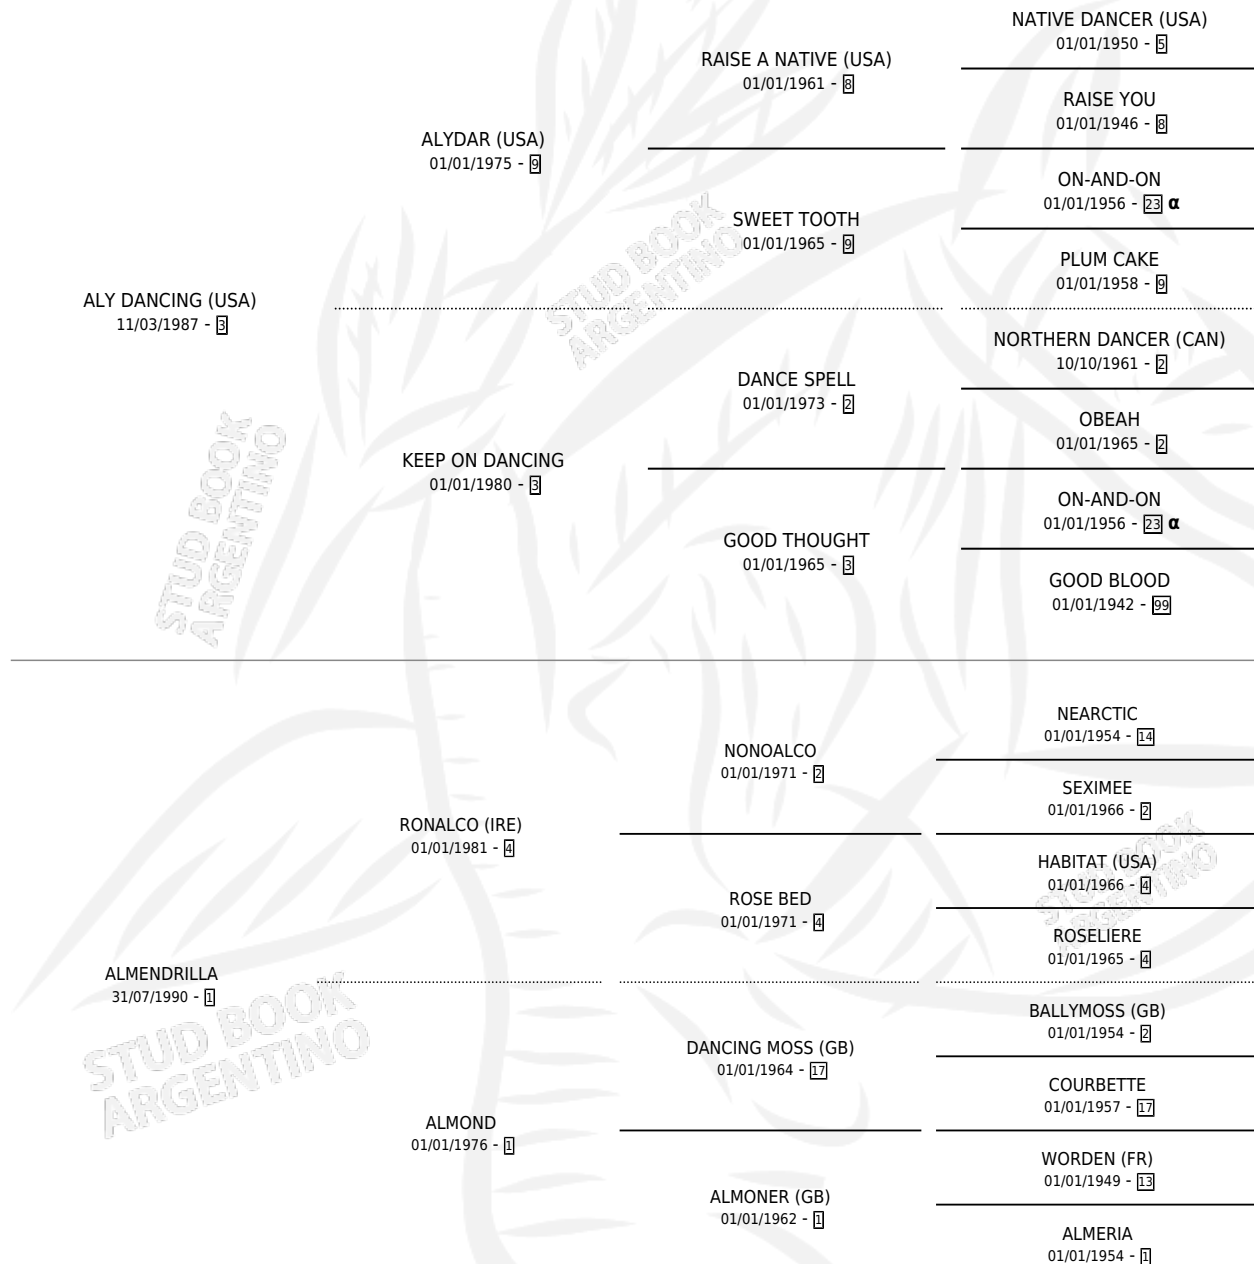 NATIVE DANCER (USA)
01/01/1950 - 5
RAISE A NATIVE (USA)
01/01/1961 - 8
RAISE YOU
01/01/1946 - 8
ALYDAR (USA)
01/01/1975 - 9
ON-AND-ON
01/01/1956 - 23 α
SWEET TOOTH
01/01/1965 - 9
PLUM CAKE
01/01/1958 - 9
ALY DANCING (USA)
11/03/1987 - 3
NORTHERN DANCER (CAN)
10/10/1961 - 2
DANCE SPELL
01/01/1973 - 2
OBEAH
01/01/1965 - 2
KEEP ON DANCING
01/01/1980 - 3
ON-AND-ON
01/01/1956 - 23 α
GOOD THOUGHT
01/01/1965 - 3
GOOD BLOOD
01/01/1942 - 99
NEARCTIC
01/01/1954 - 14
NONOALCO
01/01/1971 - 2
SEXIMEE
01/01/1966 - 2
RONALCO (IRE)
01/01/1981 - 4
HABITAT (USA)
01/01/1966 - 4
ROSE BED
01/01/1971 - 4
ROSELIERE
01/01/1965 - 4
ALMENDRILLA
31/07/1990 - 1
BALLYMOSS (GB)
01/01/1954 - 2
DANCING MOSS (GB)
01/01/1964 - 17
COURBETTE
01/01/1957 - 17
ALMOND
01/01/1976 - 1
WORDEN (FR)
01/01/1949 - 13
ALMONER (GB)
01/01/1962 - 1
ALMERIA
01/01/1954 - 1
STUD BOOK
ARGENTINO
STUD BOOK
ARGENTINO
STUD BOOK
ARGENTINO
STUD BOOK
ARGENTINO